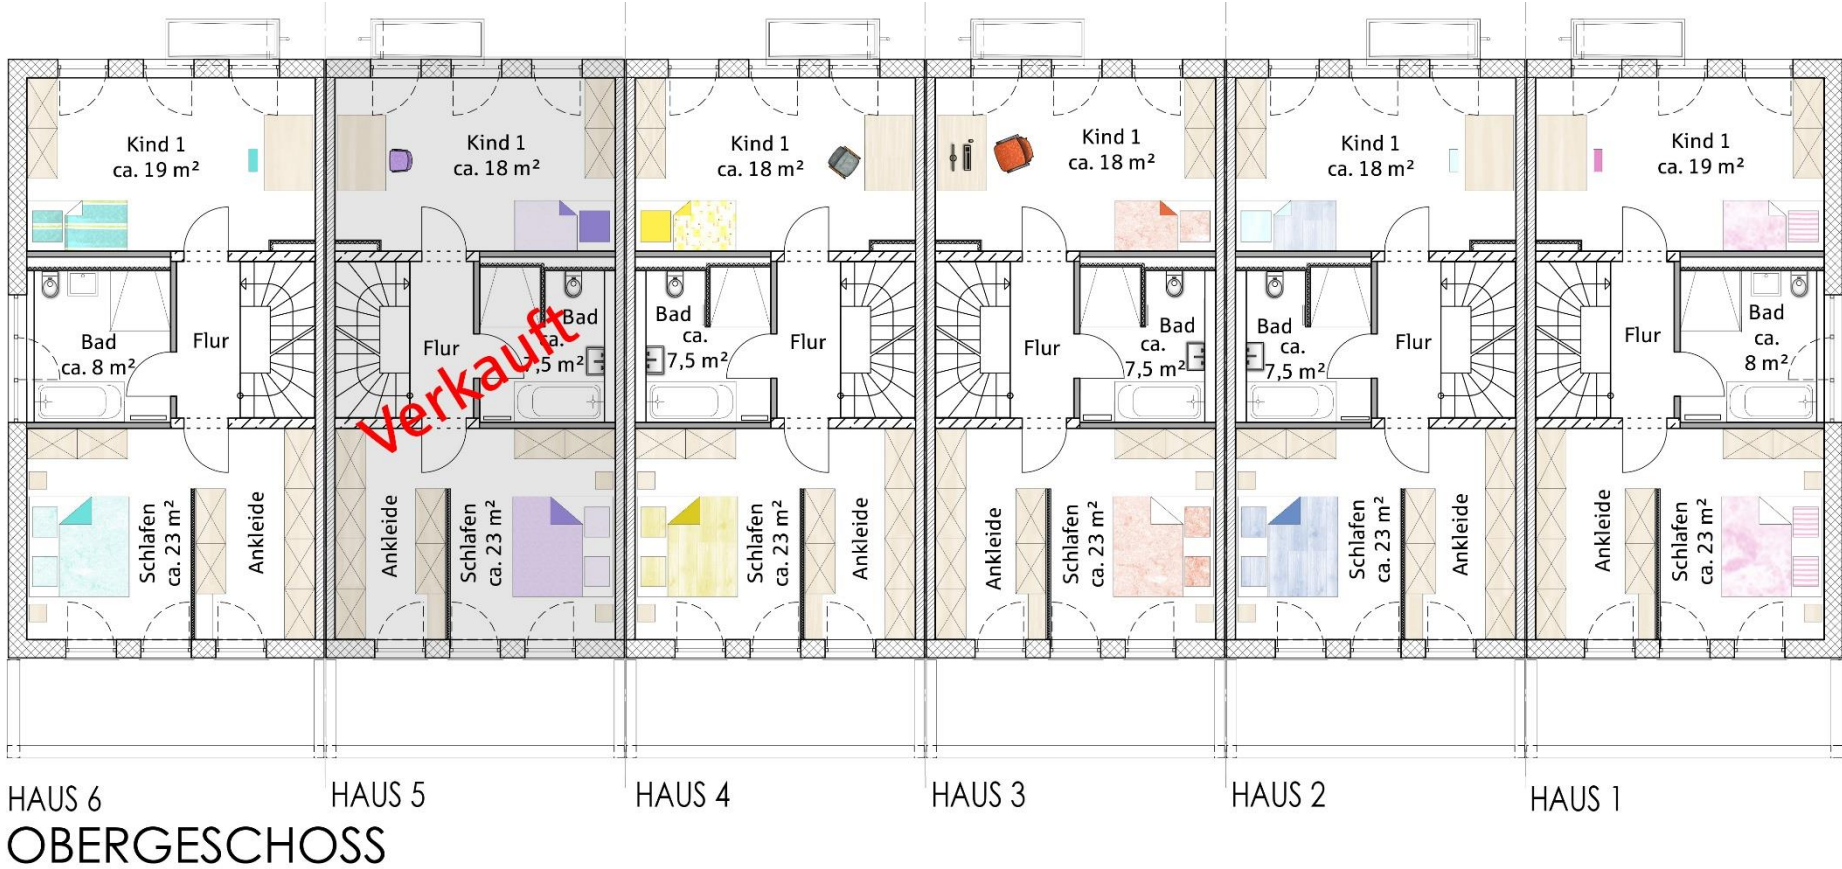 Kind 1
ca. 19 m²
Kind 1
ca. 18 m²
Kind 1
ca. 18 m²
Kind 1
ca. 18 m²
Kind 1
ca. 18 m²
Kind 1
ca. 19 m²
Bad
ca. 8 m²
Flur
Flur
Bad
ca.
7,5 m²
Verkauft
Bad
ca.
7,5 m²
Flur
Flur
Bad
ca.
7,5 m²
Bad
ca.
7,5 m²
Flur
Flur
Bad
ca.
8 m²
Schlafen
ca. 23 m²
Ankleide
Ankleide
Schlafen
ca. 23 m²
Schlafen
ca. 23 m²
Ankleide
Ankleide
Schlafen
ca. 23 m²
Schlafen
ca. 23 m²
Ankleide
Ankleide
Schlafen
ca. 23 m²
HAUS 6
HAUS 5
HAUS 4
HAUS 3
HAUS 2
HAUS 1
OBERGESCHOSS